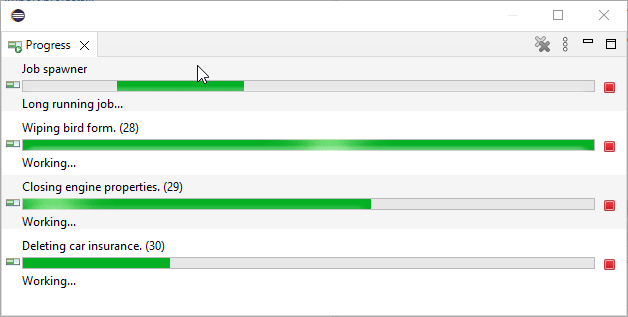 Progress
Job spawner
Long running job...
Wiping bird form. (28)
Working...
Closing engine properties. (29)
Working...
Deleting car insurance. (30)
Working...